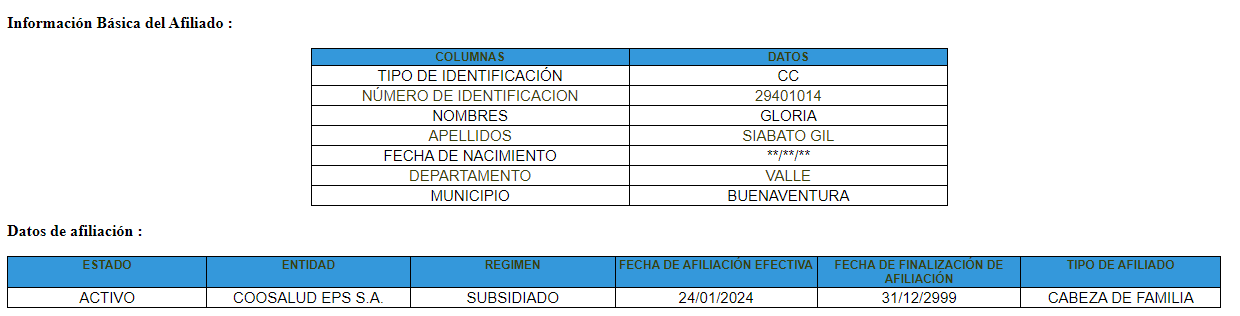 Información Básica del Afiliado :
COLUMNAS DATOS
TIPO DE IDENTIFICACIÓN CC
NÚMERO DE IDENTIFICACION 29401014
NOMBRES GLORIA
APELLIDOS SIABATO GIL
FECHA DE NACIMIENTO **/**/**
DEPARTAMENTO VALLE
MUNICIPIO BUENAVENTURA
Datos de afiliación :
ESTADO ENTIDAD REGIMEN FECHA DE AFILIACIÓN EFECTIVA FECHA DE FINALIZACIÓN DE TIPO DE AFILIADO
AFILIACIÓN
ACTIVO COOSALUD EPS S.A. SUBSIDIADO 24/01/2024 31/12/2999 CABEZA DE FAMILIA